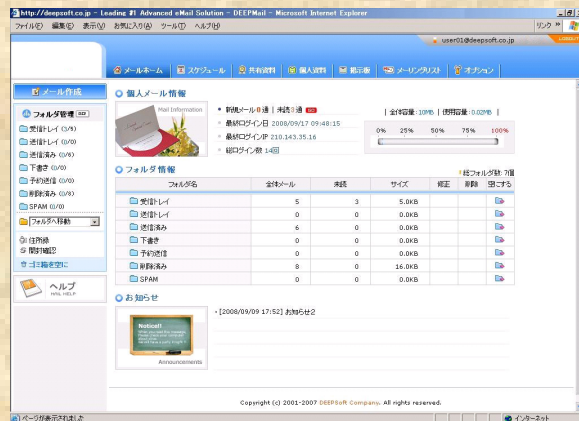 http://deepsoft.co.jp - Leading #1 Advanced eMail Solution - DEEPMail - Microsoft Internet Explorer
ファイル(F) 編集(E) 表示(V) お気に入り(A) ツール(T) ヘルプ(H) リンク »
user01@deepsoft.co.jp LOGOUT
メールホーム スケジュール 共有資料 個人資料 掲示板 メーリングリスト オプション
メール作成
フォルダ管理
受信トレイ (3/5)
送信トレイ (0/0)
送信済み (0/6)
下書き (0/0)
予約送信 (0/0)
削除済み (0/8)
SPAM (0/0)
フォルダへ移動
住所録
開封確認
ゴミ箱を空に
ヘルプ
MAIL HELP
個人メール情報
Mail Information
新規メール 8 通 | 未読 3 通 GO
最終ログイン日 2008/09/17 09:48:15
最終ログインIP 210.143.35.16
総ログイン数 14回
| 全体容量 : 10MB | 使用容量 : 0.02MB |
0% 25% 50% 75% 100%
フォルダ情報
総フォルダ数: 7個
フォルダ名 全体メール 未読 サイズ 修正 削除 空にする
受信トレイ 5 3 5.0KB
送信トレイ 0 0 0.0KB
送信済み 6 0 0.0KB
下書き 0 0 0.0KB
予約送信 0 0 0.0KB
削除済み 8 0 16.0KB
SPAM 0 0 0.0KB
お知らせ
Notice!!
Announcements
[2008/09/09 17:52] お知らせ2
Copyright (c) 2001-2007 DEEPSoft Company. All rights reserved.
ページが表示されました
インターネット